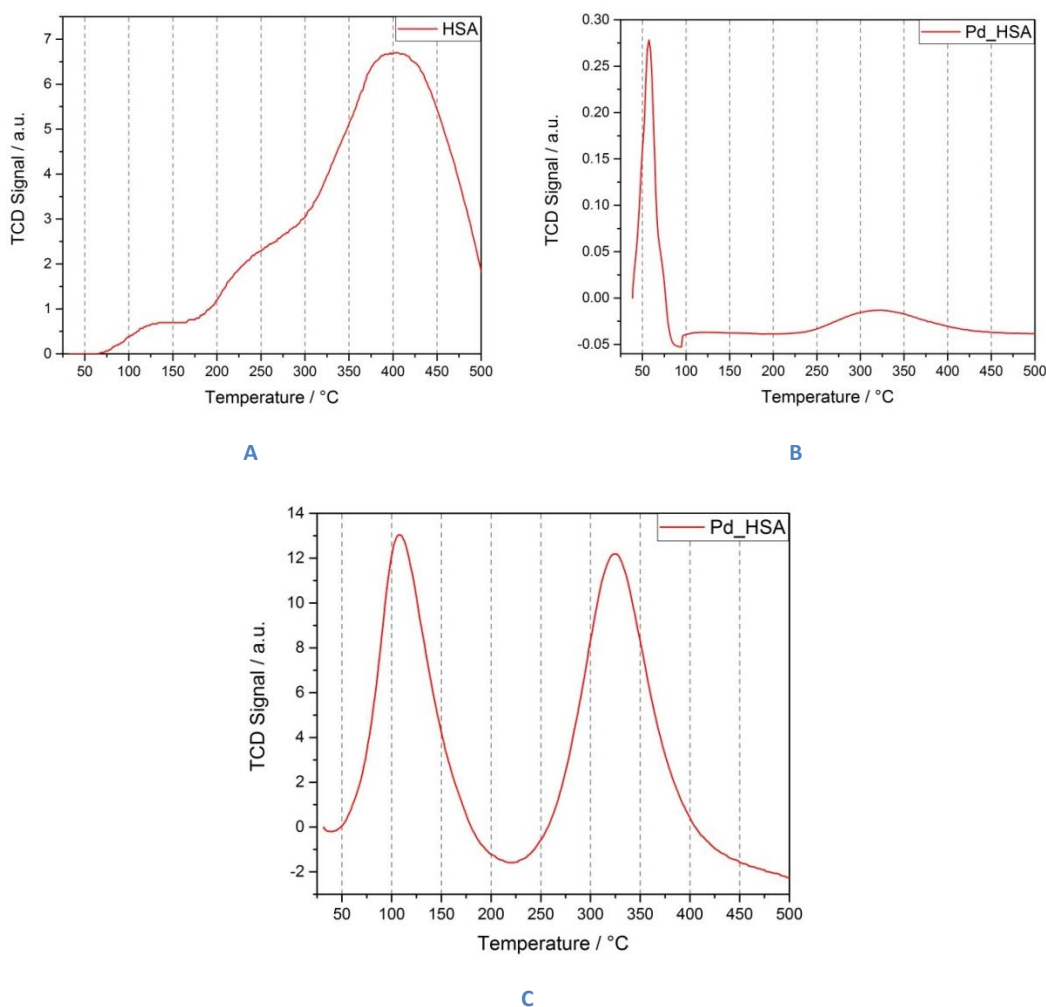 HSA
7
6
5
4
3
2
1
0
TCD Signal / a.u.
50 100 150 200 250 300 350 400 450 500
Temperature / °C
A
Pd_HSA
0.30
0.25
0.20
0.15
0.10
0.05
0.00
-0.05
TCD Signal / a.u.
50 100 150 200 250 300 350 400 450 500
Temperature / °C
B
Pd_HSA
14
12
10
8
6
4
2
0
-2
TCD Signal / a.u.
50 100 150 200 250 300 350 400 450 500
Temperature / °C
C